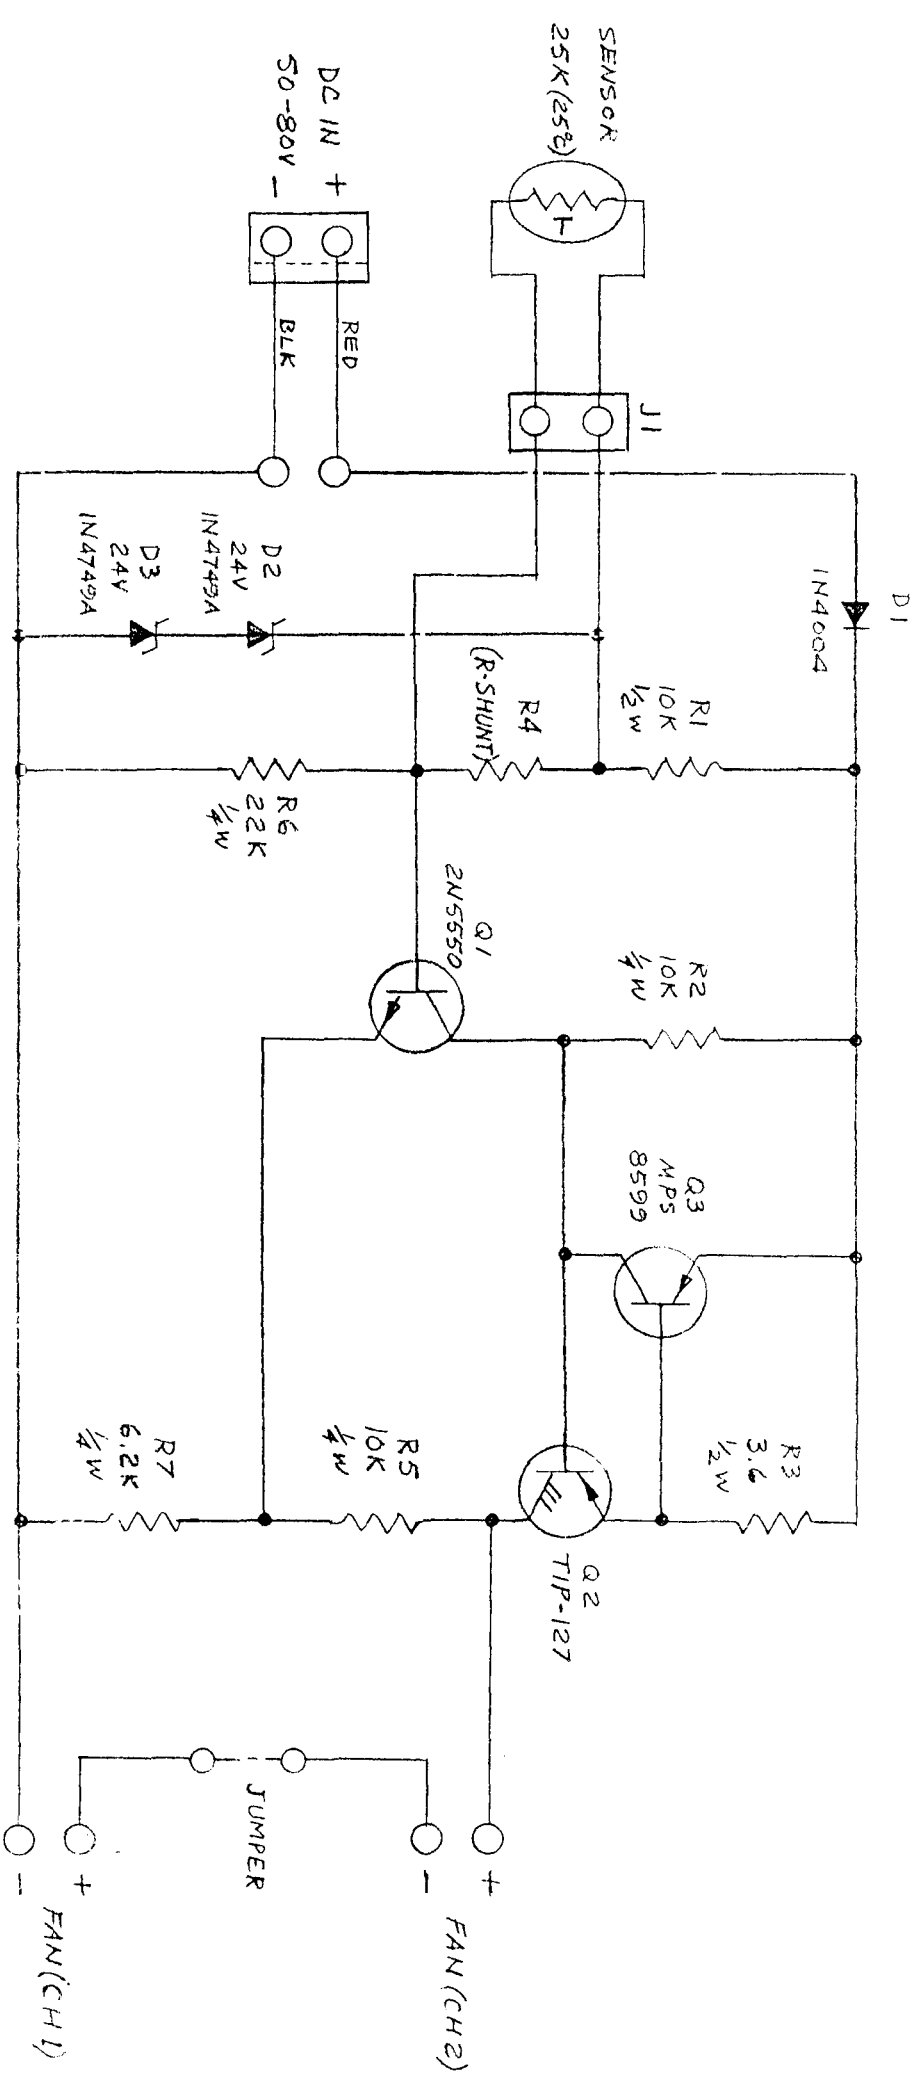 SENSOR
25K (25℃)
T
DC IN +
50-80V -
RED
BLK
J1
D1
1N4004
D2
24V
1N4749A
D3
24V
1N4749A
R1
10K
½W
R4
(R-SHUNT)
R6
22K
¼W
Q1
2N5550
R2
10K
¼W
Q3
MPS
8599
R3
3.6
½W
Q2
TIP-127
R5
10K
¼W
R7
6.2K
¼W
JUMPER
+
-
FAN (CH2)
+
-
FAN (CH1)